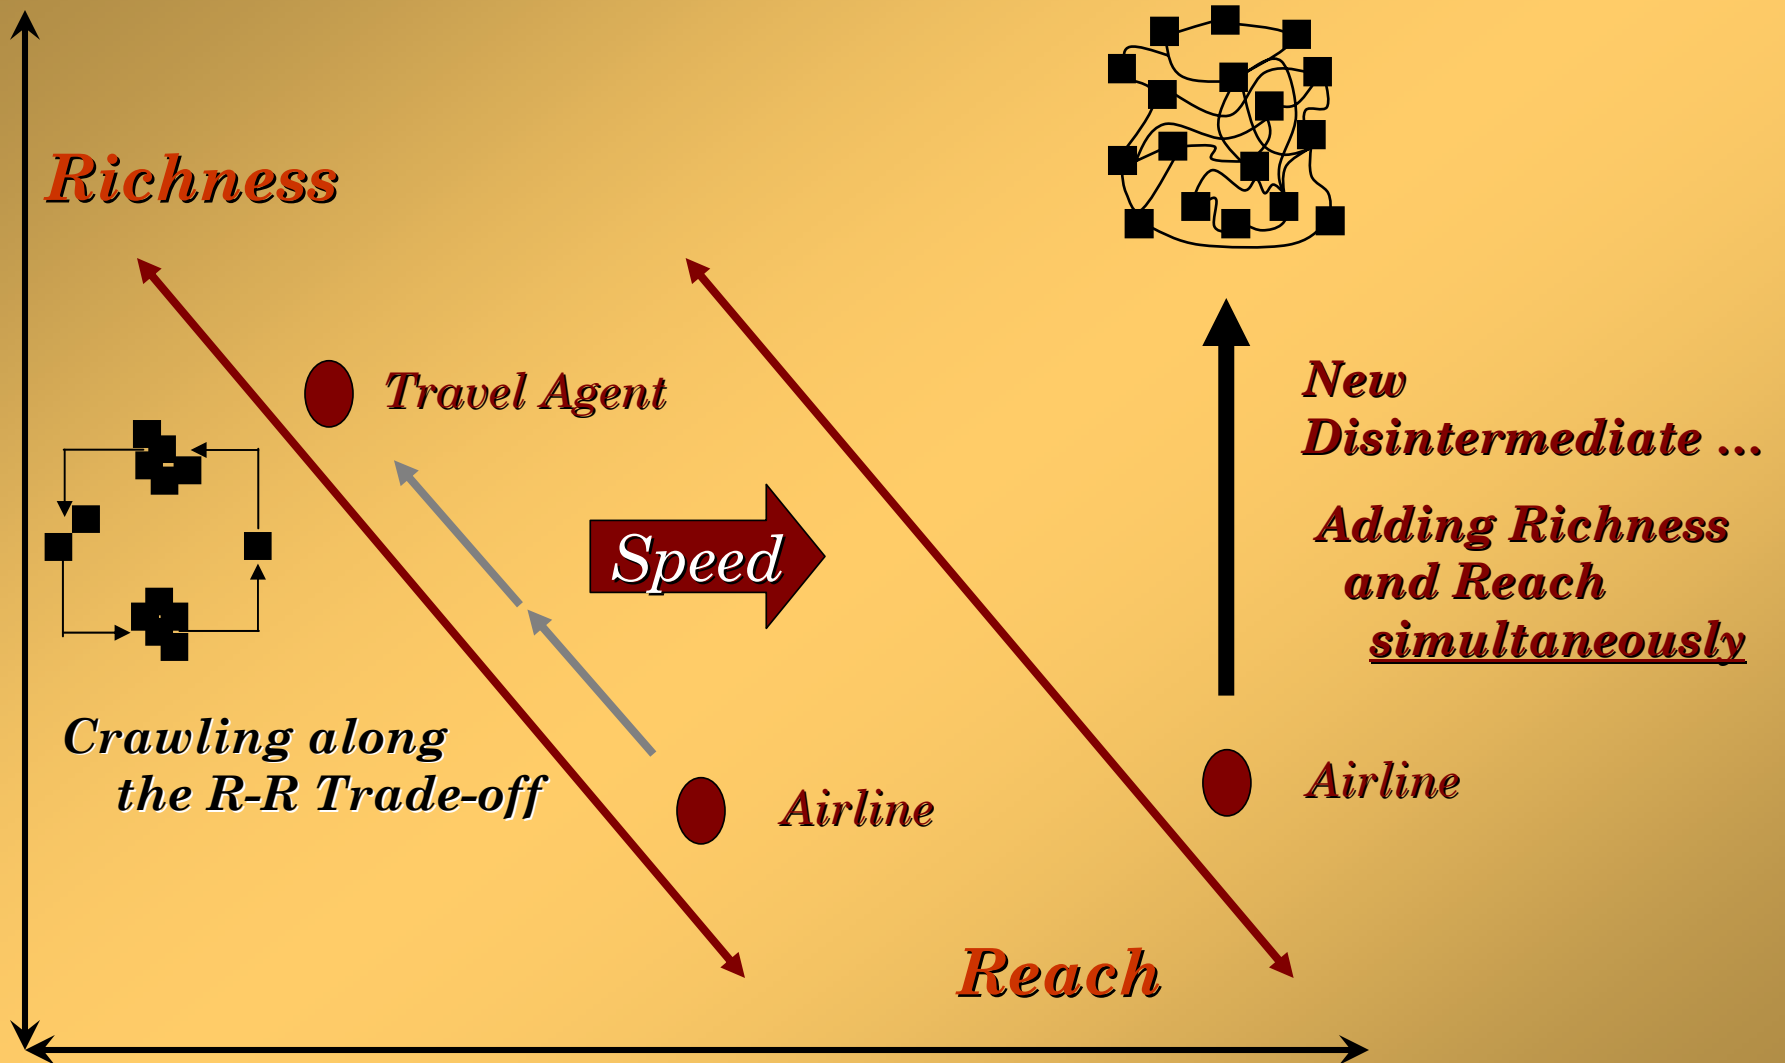 Richness
Travel Agent
Speed
New
Disintermediate ...
Adding Richness
and Reach
simultaneously
Crawling along
the R-R Trade-off
Airline
Airline
Reach